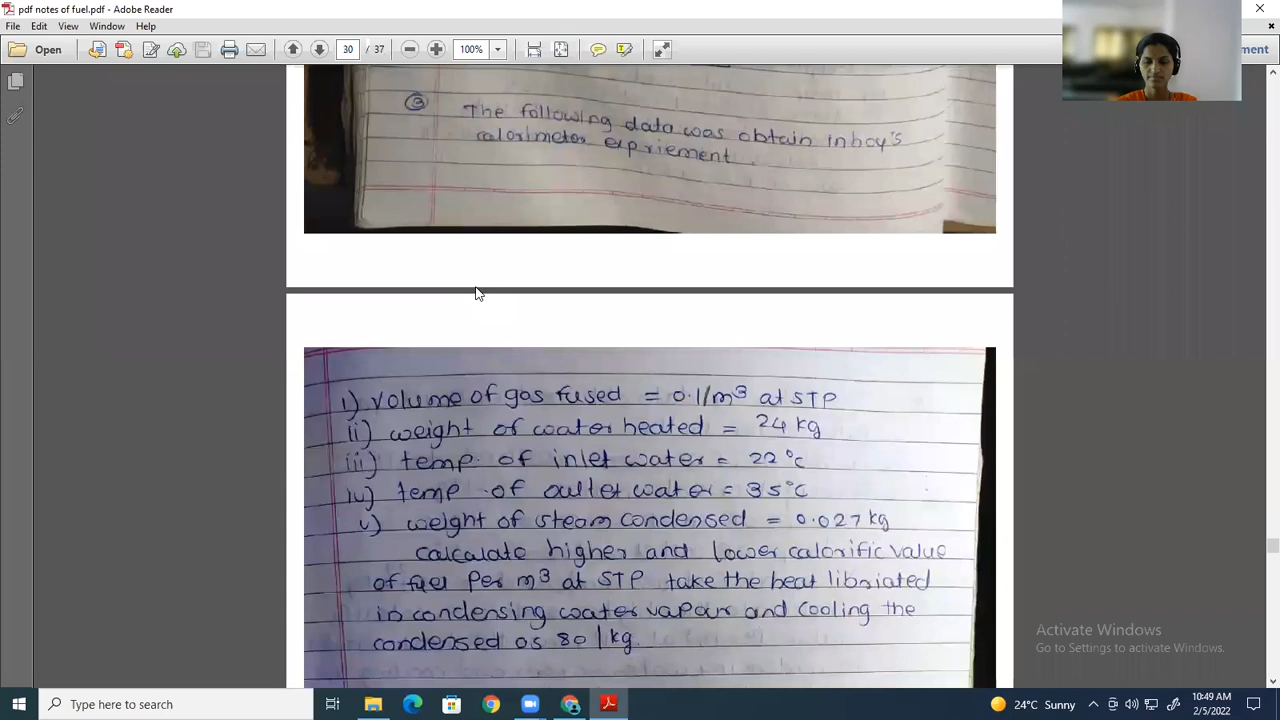 pdf notes of fuel.pdf - Adobe Reader
File Edit View Window Help
Open 30 / 37 100% ment
③ The following data was obtain in boy's
calorimeter expriement.
i) volume of gas fused = 0.1/m³ at STP
ii) weight of water heated = 24 kg
iii) temp. of inlet water = 22°c
iv) temp. of outlet water = 35°C
v) weight of steam condensed = 0.027 kg
calculate higher and lower calorific value
of fuel Per m³ at STP take the heat libriated
in condensing water vapour and cooling the
condensed as 80 / kg.
Activate Windows
Go to Settings to activate Windows.
Type here to search
24°C Sunny
10:49 AM
2/5/2022